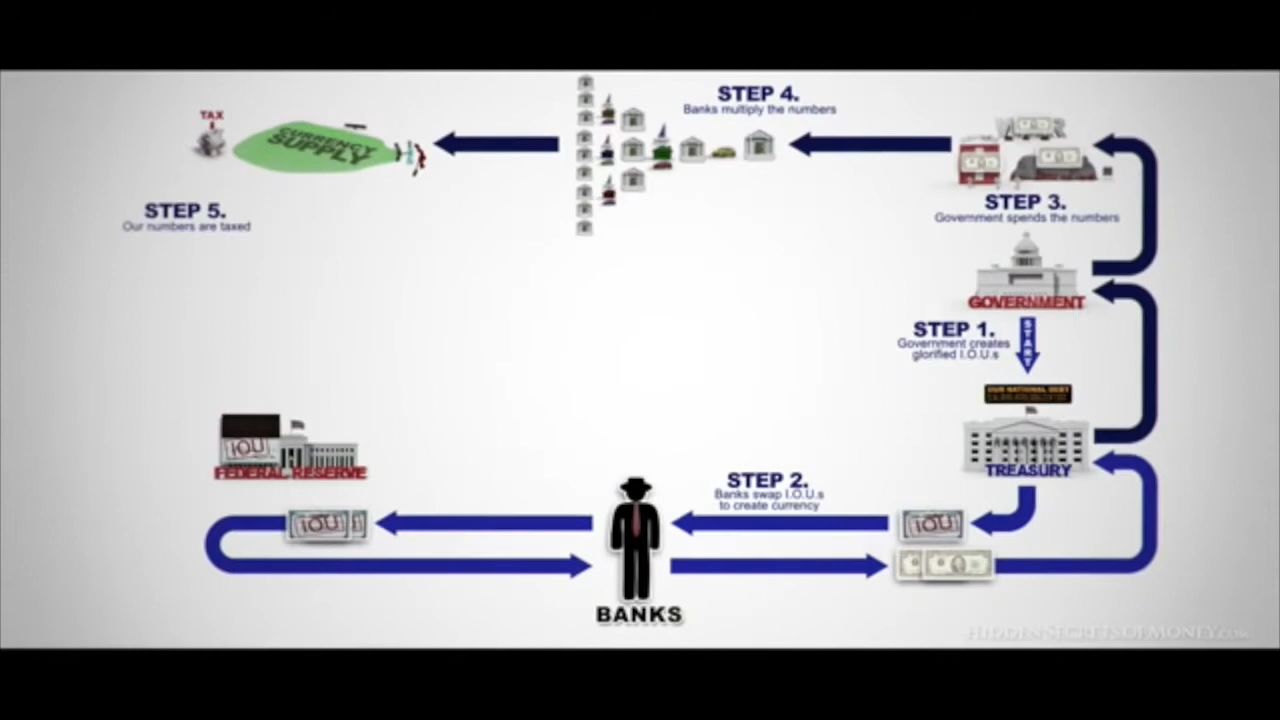 STEP 4.
Banks multiply the numbers
TAX
CURRENCY
SUPPLY
STEP 5.
Our numbers are taxed
STEP 3.
Government spends the numbers
GOVERNMENT
STEP 1.
Government creates
glorified I.O.U.s
START
OUR NATIONAL DEBT
TREASURY
IOU
FEDERAL RESERVE
STEP 2.
Banks swap I.O.U.s
to create currency
IOU
IOU
BANKS
HIDDENSECRETSOFMONEY.COM